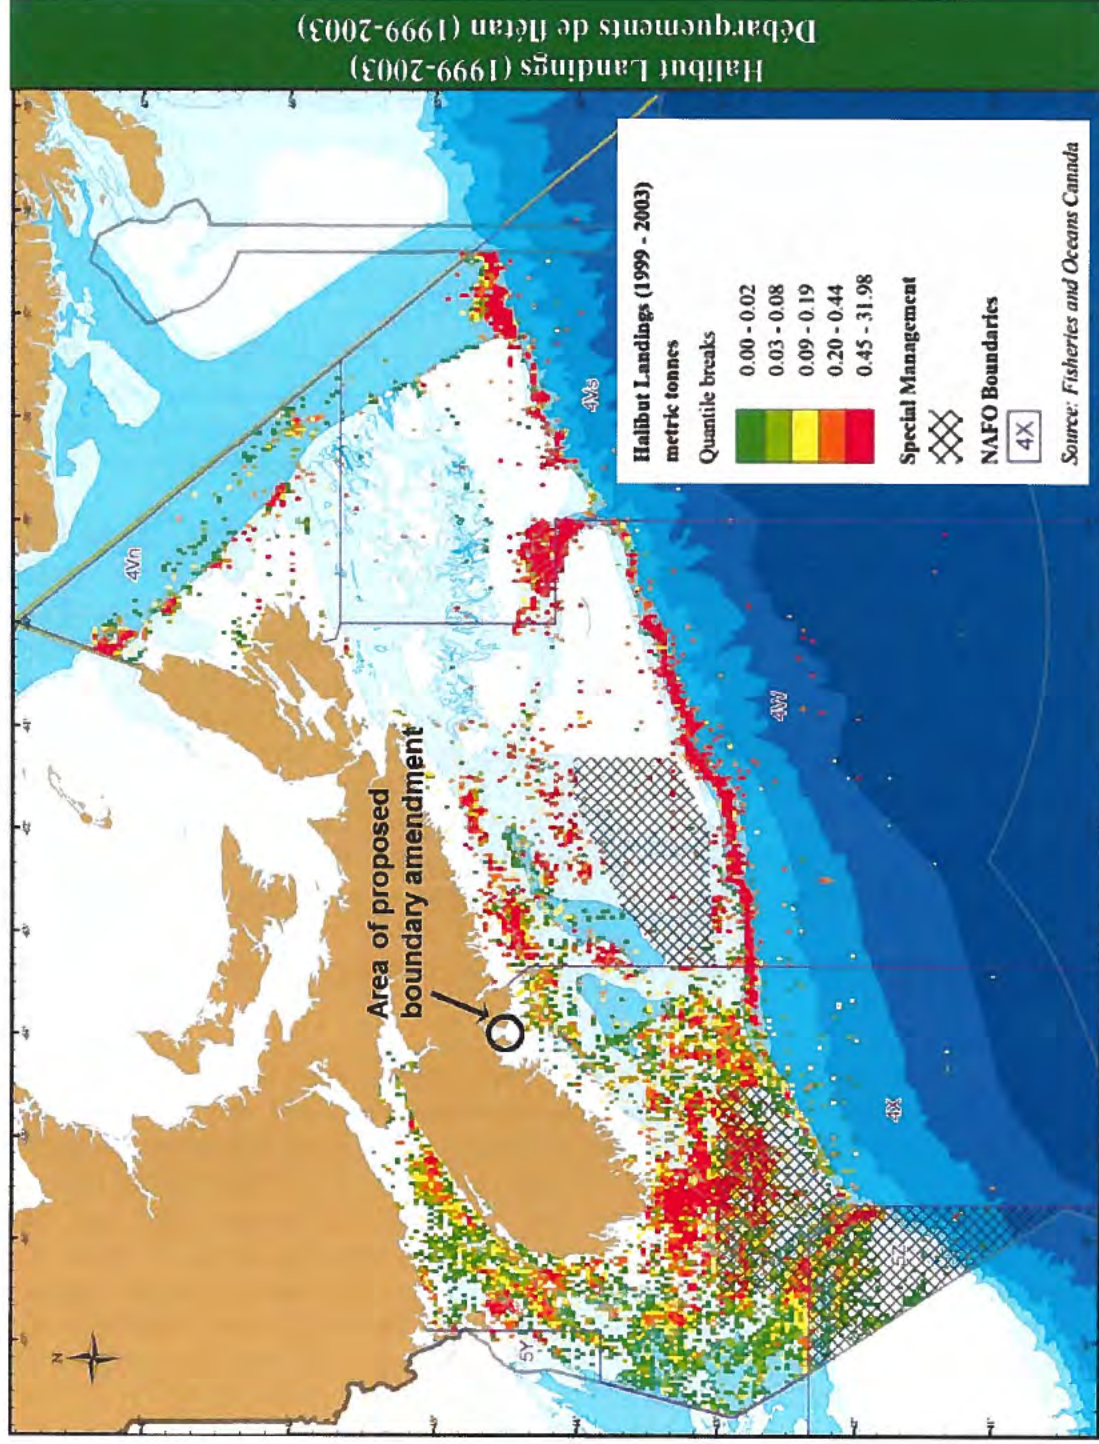 Halibut Landings (1999-2003)
Débarquements de flétan (1999-2003)
N
Area of proposed
boundary amendment
4Vn
4Vs
4W
4X
5Y
5Z
Halibut Landings (1999 - 2003)
metric tonnes
Quantile breaks
0.00 - 0.02
0.03 - 0.08
0.09 - 0.19
0.20 - 0.44
0.45 - 31.98
Special Management
NAFO Boundaries
4X
Source: Fisheries and Oceans Canada